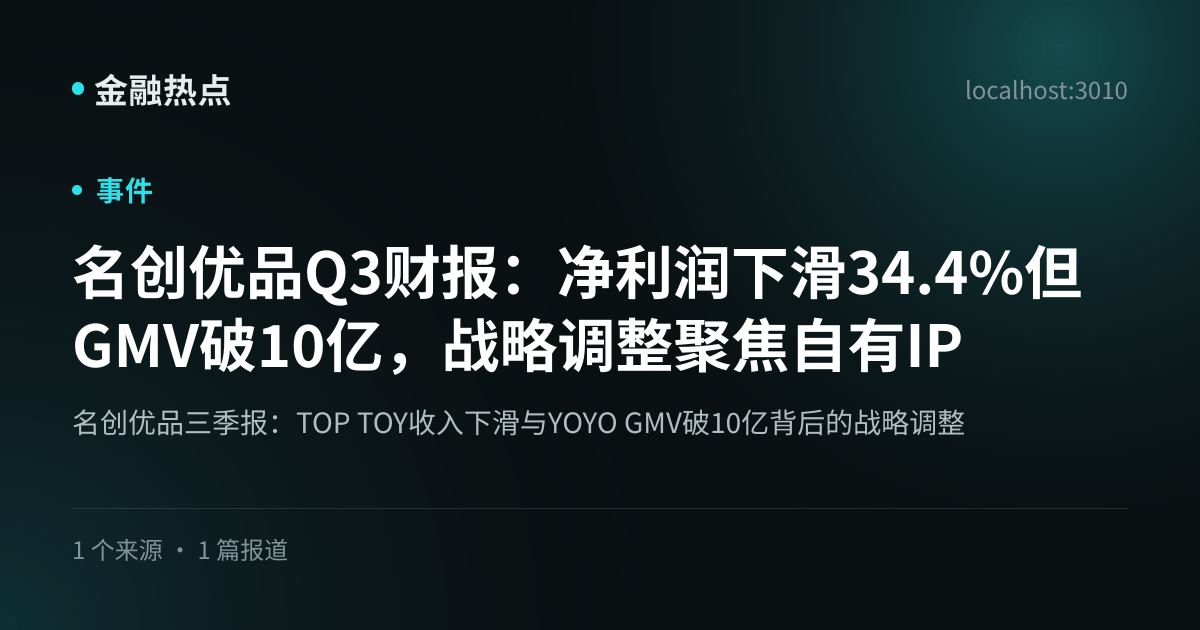 金融热点
localhost:3010
事件
名创优品Q3财报：净利润下滑34.4%但
GMV破10亿，战略调整聚焦自有IP
名创优品三季报：TOP TOY收入下滑与YOYO GMV破10亿背后的战略调整
1 个来源 · 1 篇报道